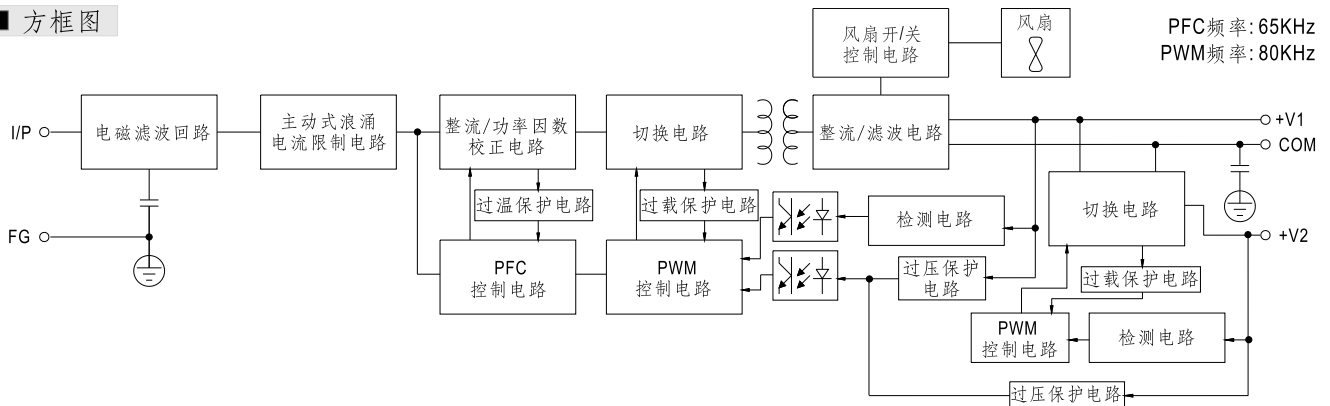 方框图
PFC频率: 65KHz
PWM频率: 80KHz
风扇开/关
控制电路
风扇
I/P
电磁滤波回路
主动式浪涌
电流限制电路
整流/功率因数
校正电路
切换电路
整流/滤波电路
+V1
COM
过温保护电路
过载保护电路
检测电路
切换电路
FG
+V2
PFC
控制电路
PWM
控制电路
过压保护
电路
过载保护电路
PWM
控制电路
检测电路
过压保护电路